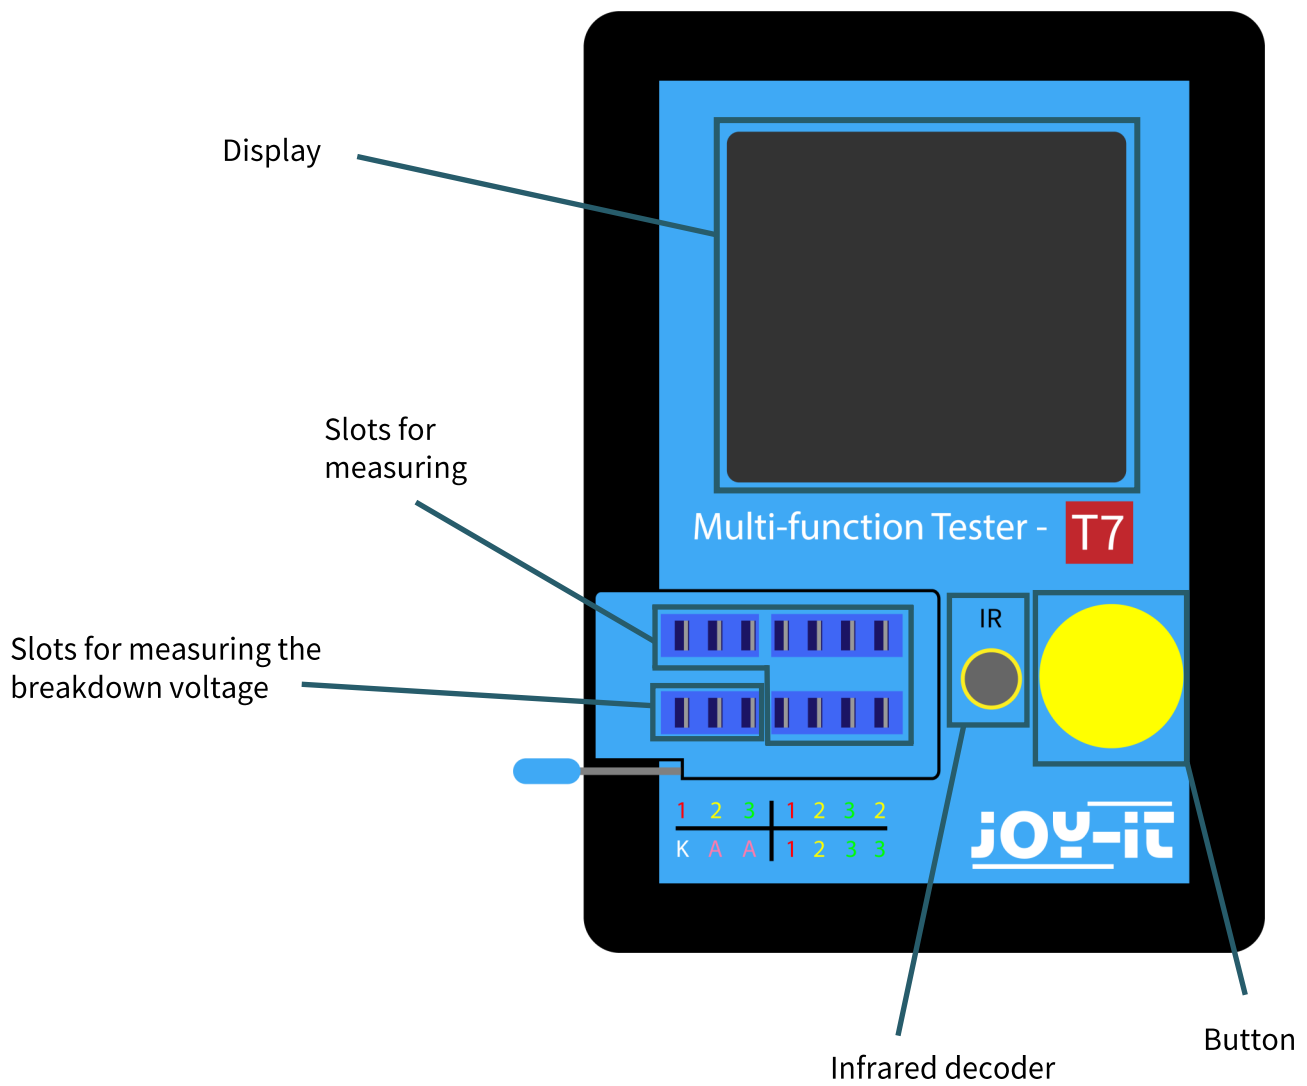 Display
Slots for
measuring
Multi-function Tester - T7
IR
Slots for measuring the
breakdown voltage
1 2 3 1 2 3 2
K A A 1 2 3 3
JOY-iT
Button
Infrared decoder